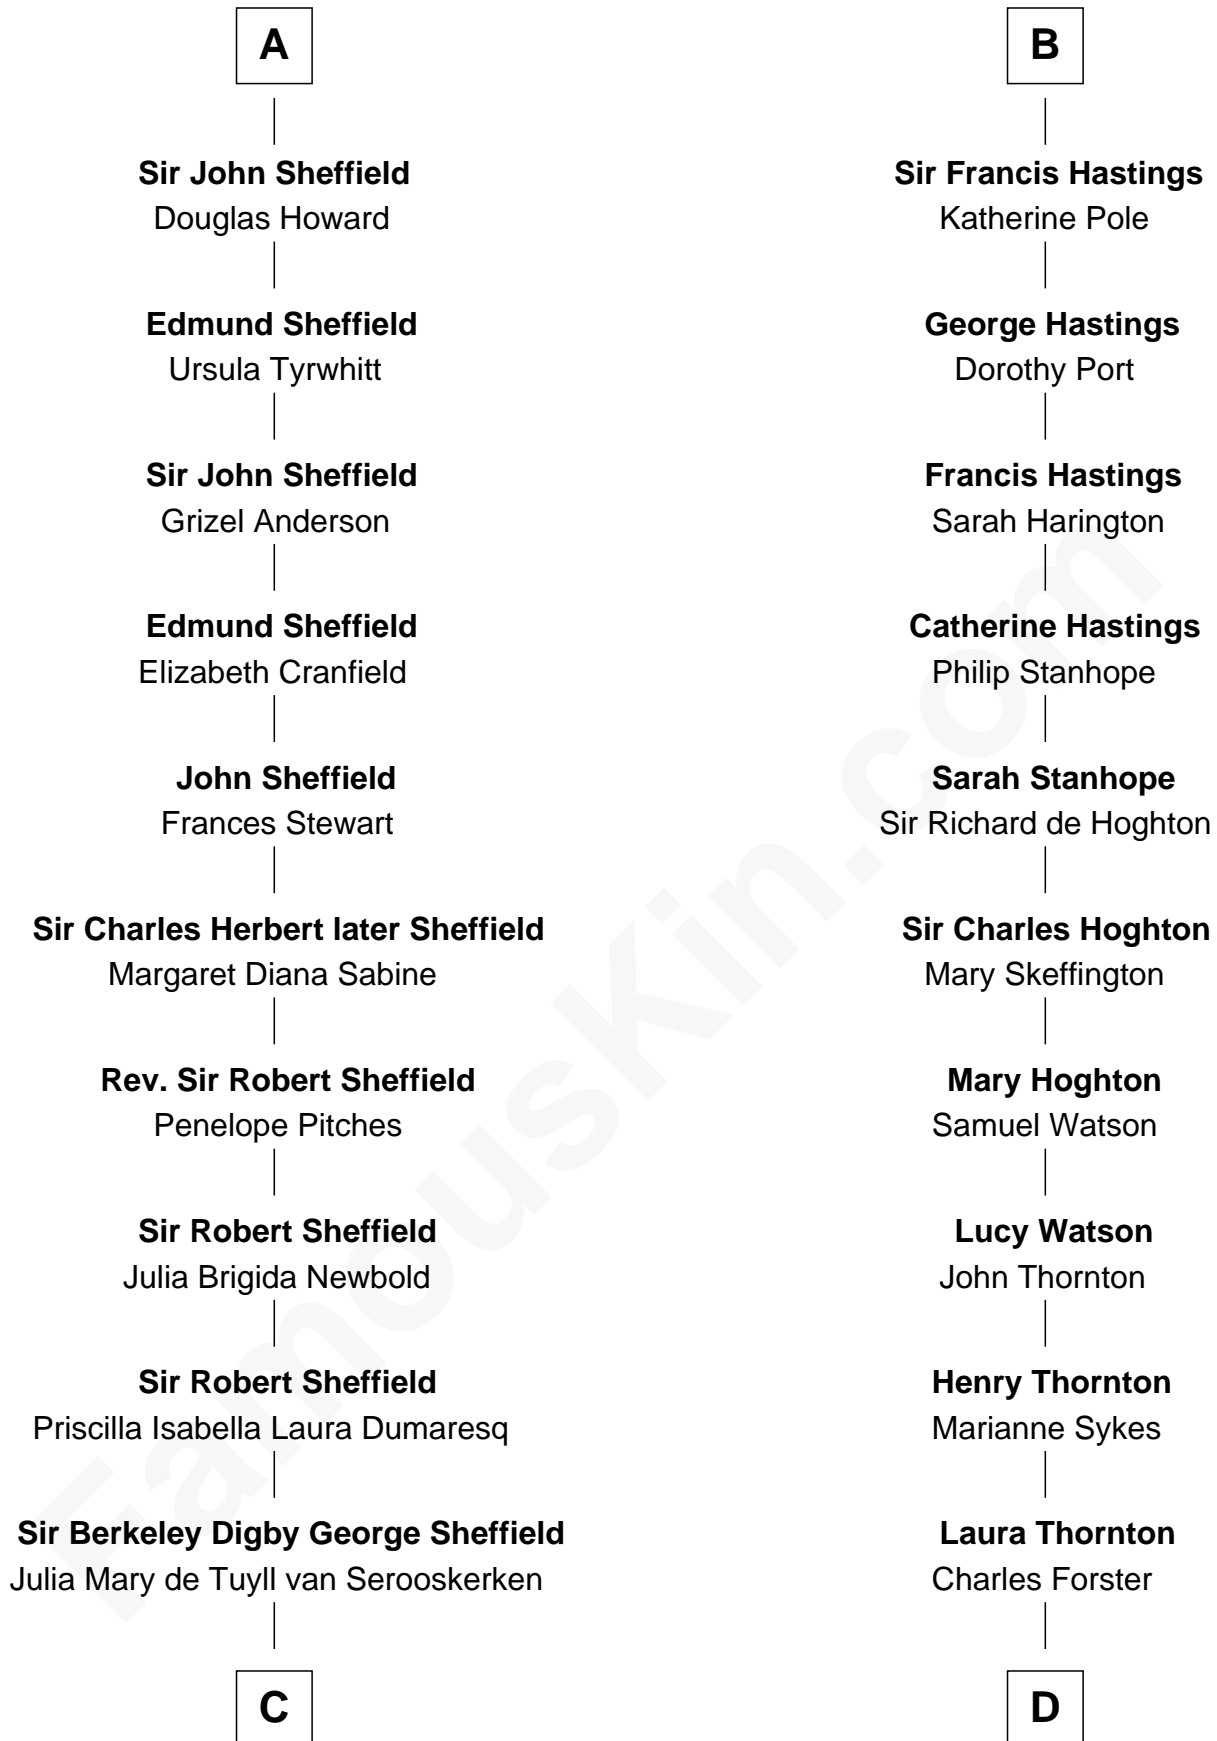 A
Sir John Sheffield
Douglas Howard
Edmund Sheffield
Ursula Tyrwhitt
Sir John Sheffield
Grizel Anderson
Edmund Sheffield
Elizabeth Cranfield
John Sheffield
Frances Stewart
Sir Charles Herbert later Sheffield
Margaret Diana Sabine
Rev. Sir Robert Sheffield
Penelope Pitches
Sir Robert Sheffield
Julia Brigida Newbold
Sir Robert Sheffield
Priscilla Isabella Laura Dumaresq
Sir Berkeley Digby George Sheffield
Julia Mary de Tuyll van Serooskerken
C
B
Sir Francis Hastings
Katherine Pole
George Hastings
Dorothy Port
Francis Hastings
Sarah Harington
Catherine Hastings
Philip Stanhope
Sarah Stanhope
Sir Richard de Hoghton
Sir Charles Hoghton
Mary Skeffington
Mary Hoghton
Samuel Watson
Lucy Watson
John Thornton
Henry Thornton
Marianne Sykes
Laura Thornton
Charles Forster
D
FamousKin.com